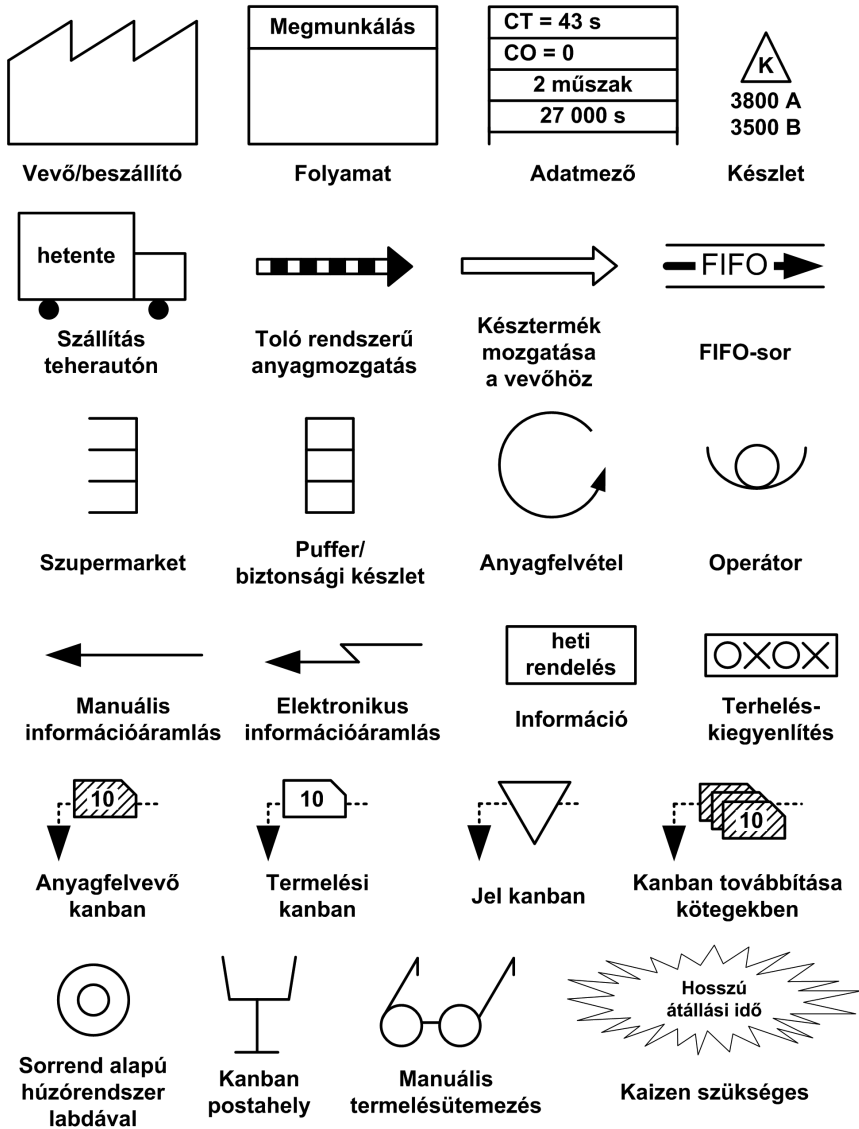 Megmunkálás
CT = 43 s
CO = 0
2 műszak
27 000 s
K
3800 A
3500 B
Vevő/beszállító
Folyamat
Adatmező
Készlet
hetente
FIFO
Szállítás
teherautón
Toló rendszerű
anyagmozgatás
Késztermék
mozgatása
a vevőhöz
FIFO-sor
Szupermarket
Puffer/
biztonsági készlet
Anyagfelvétel
Operátor
heti
rendelés
OXOX
Manuális
információáramlás
Elektronikus
információáramlás
Információ
Terhelés-
kiegyenlítés
10
10
10
Anyagfelvevő
kanban
Termelési
kanban
Jel kanban
Kanban továbbítása
kötegekben
Hosszú
átállási idő
Sorrend alapú
húzórendszer
labdával
Kanban
postahely
Manuális
termelésütemezés
Kaizen szükséges